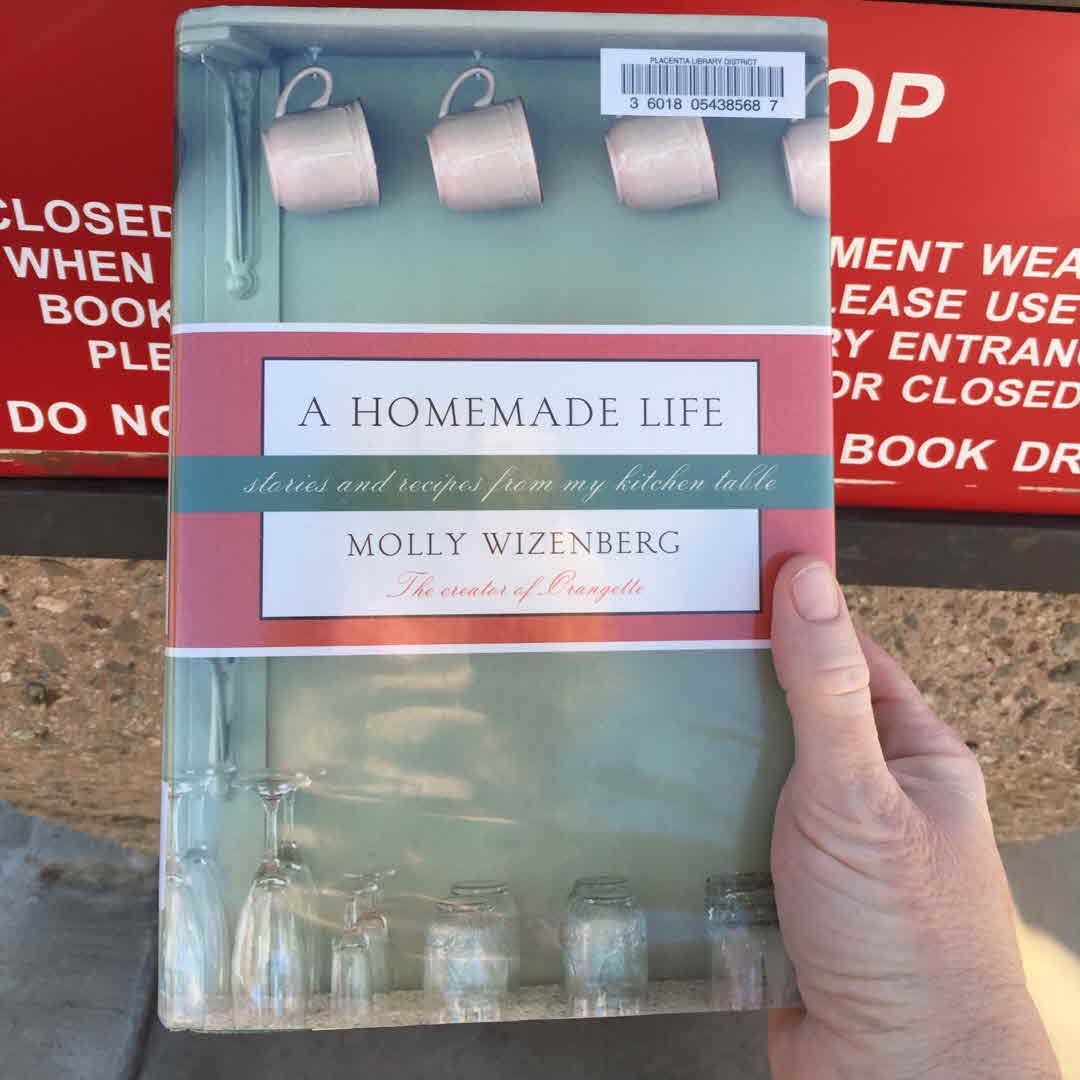 PLACENTIA LIBRARY DISTRICT
3 6018 05438568 7
OP
CLOSED
WHEN
BOOK
PLE
DO NO
MENT WEA
LEASE USE
RY ENTRANC
OR CLOSED
BOOK DR
A HOMEMADE LIFE
stories and recipes from my kitchen table
MOLLY WIZENBERG
The creator of Orangette